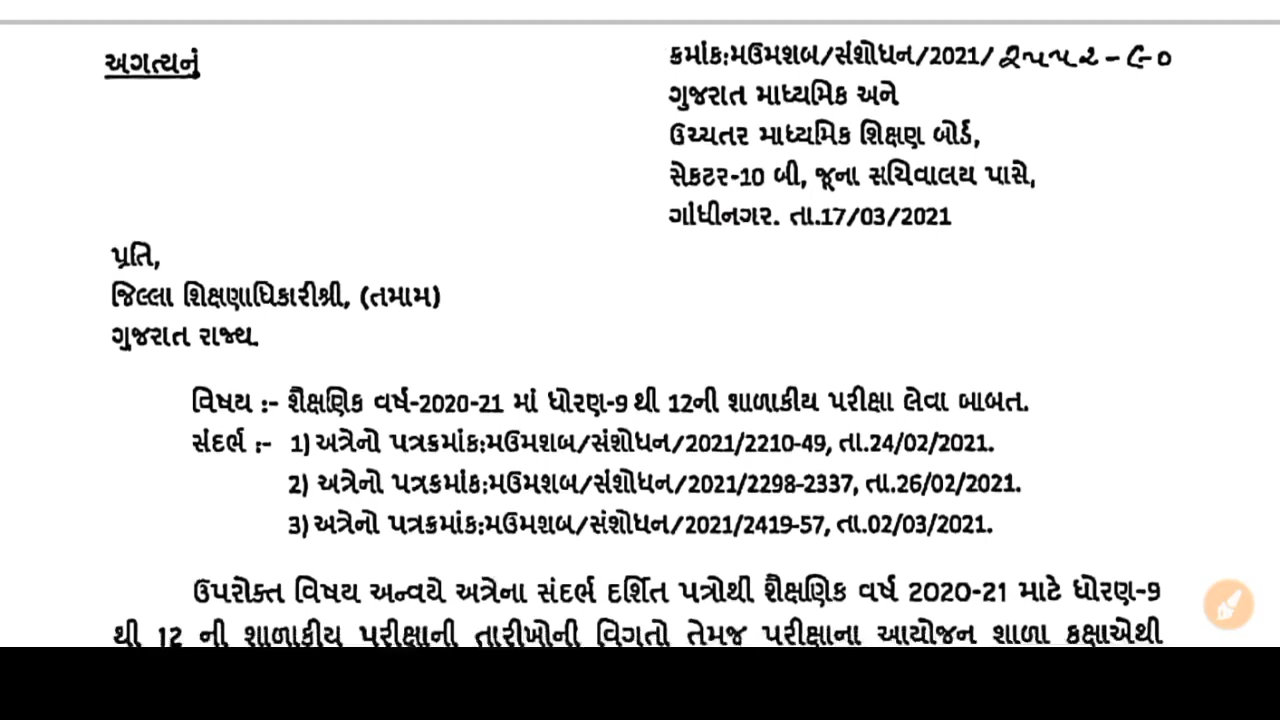 અગત્યનું
ક્રમાંક:મઉમશબ/સંશોધન/2021/૨૫૫૨-૯૦
ગુજરાત માધ્યમિક અને
ઉચ્ચતર માધ્યમિક શિક્ષણ બોર્ડ,
સેક્ટર-10 બી, જૂના સચિવાલય પાસે,
ગાંધીનગર. તા.17/03/2021
પ્રતિ,
જિલ્લા શિક્ષણાધિકારીશ્રી, (તમામ)
ગુજરાત રાજ્ય.
વિષય :- શૈક્ષણિક વર્ષ-2020-21 માં ધોરણ-9 થી 12ની શાળાકીય પરીક્ષા લેવા બાબત.
સંદર્ભ :- 1) અત્રેનો પત્રક્રમાંક:મઉમશબ/સંશોધન/2021/2210-49, તા.24/02/2021.
2) અત્રેનો પત્રક્રમાંક:મઉમશબ/સંશોધન/2021/2298-2337, તા.26/02/2021.
3) અત્રેનો પત્રક્રમાંક:મઉમશબ/સંશોધન/2021/2419-57, તા.02/03/2021.
ઉપરોક્ત વિષય અન્વયે અત્રેના સંદર્ભ દર્શિત પત્રોથી શૈક્ષણિક વર્ષ 2020-21 માટે ધોરણ-9
થી 12 ની શાળાકીય પરીક્ષાની તારીખોની વિગતો તેમજ પરીક્ષાના આયોજન શાળા કક્ષાએથી